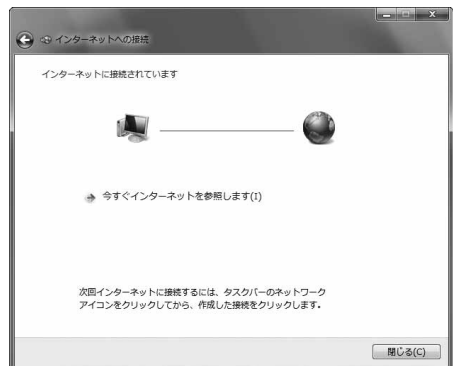 インターネットへの接続
インターネットに接続されています
今すぐインターネットを参照します(I)
次回インターネットに接続するには、タスクバーのネットワーク
アイコンをクリックしてから、作成した接続をクリックします。
閉じる(C)